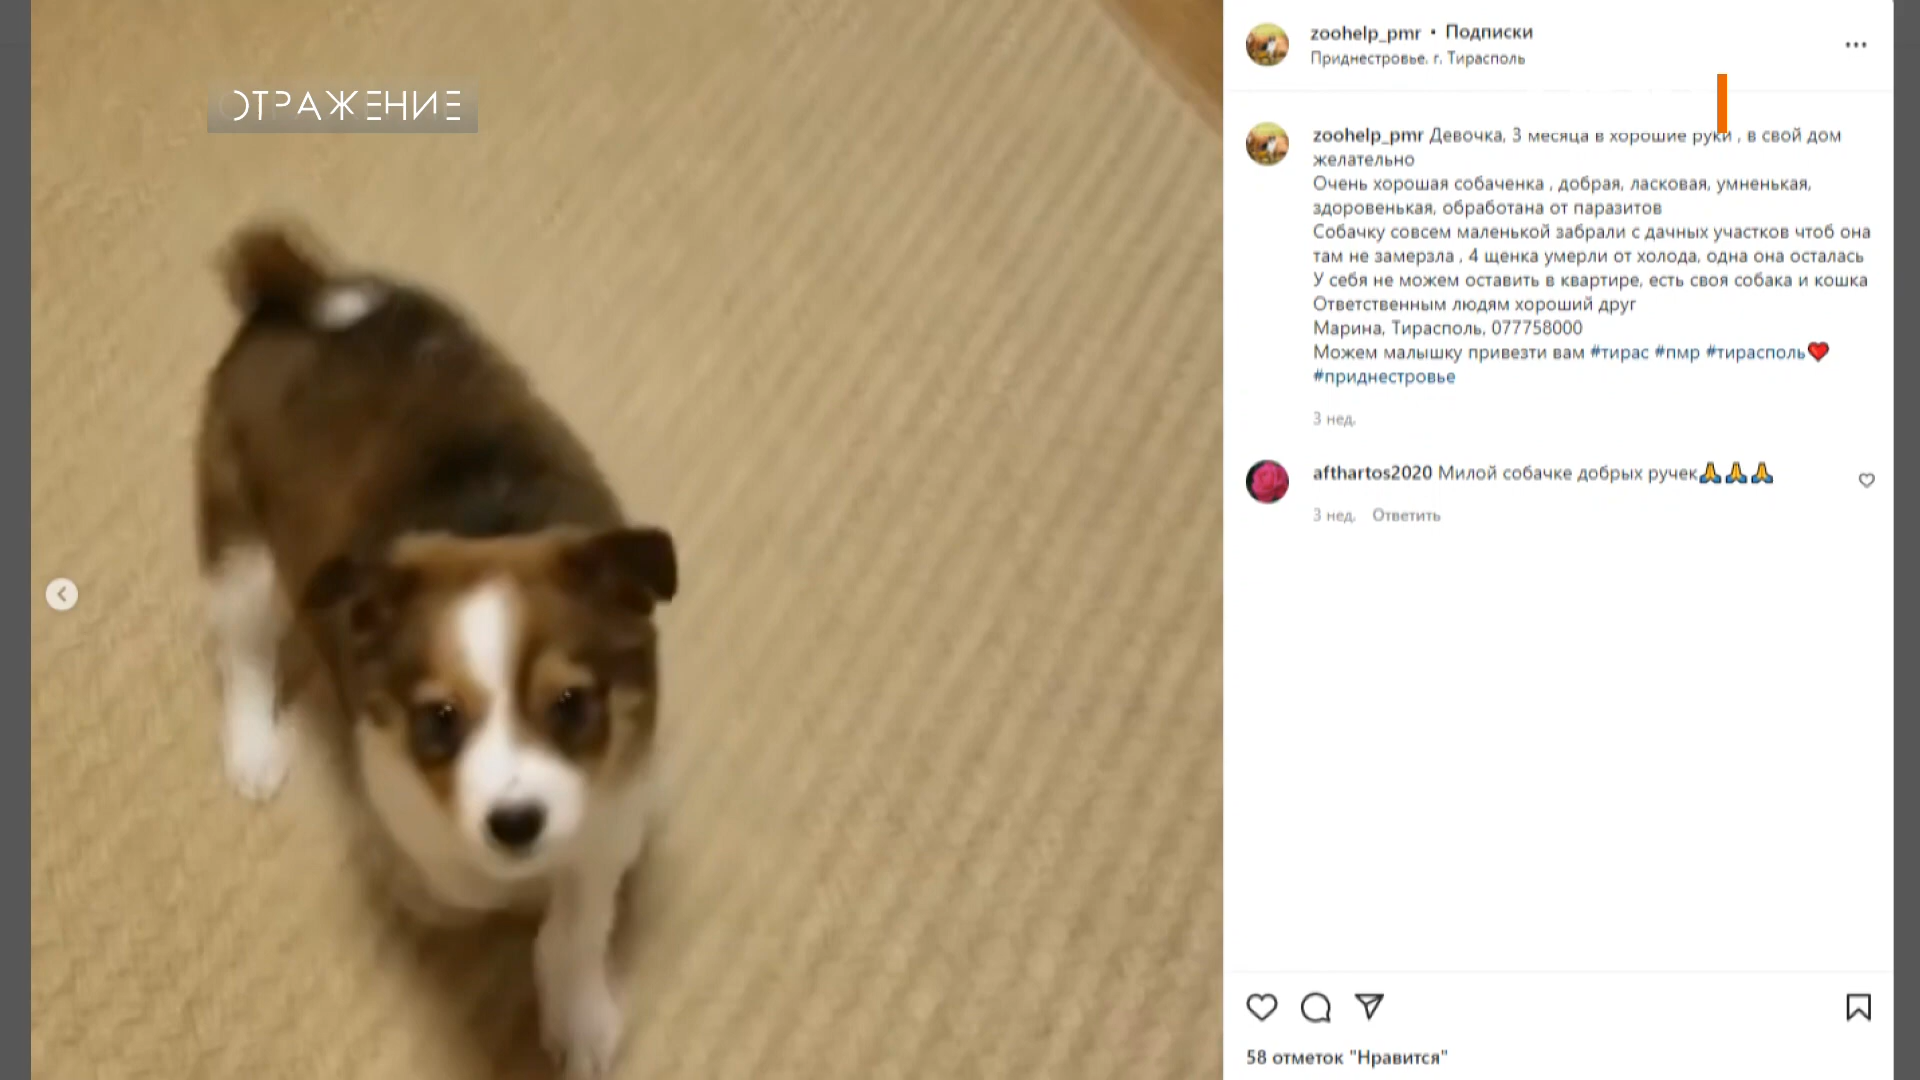 ОТРАЖЕНИЕ
zoohelp_pmr • Подписки
Приднестровье. г. Тирасполь
zoohelp_pmr Девочка, 3 месяца в хорошие руки , в свой дом
желательно
Очень хорошая собаченка , добрая, ласковая, умненькая,
здоровенькая, обработана от паразитов
Собачку совсем маленькой забрали с дачных участков чтоб она
там не замерзла , 4 щенка умерли от холода, одна она осталась
У себя не можем оставить в квартире, есть своя собака и кошка
Ответственным людям хороший друг
Марина, Тирасполь, 077758000
Можем малышку привезти вам #тирас #пмр #тирасполь❤️
#приднестровье
3 нед.
afthartos2020 Милой собачке добрых ручек🙏🙏🙏
3 нед. Ответить
58 отметок "Нравится"